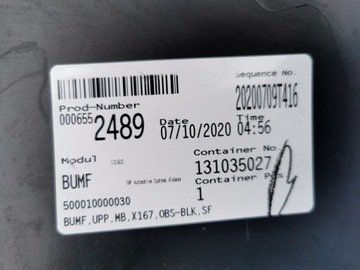 Sequence No.
20200709T416
Prod-Number
000655 2489
Date Time
07/10/2020 04:56
Modul
Container No.
131035027
BUMF
Container Pos
1
500010000030
BUMF,UPP,MB,X167,OBS-BLK,SF